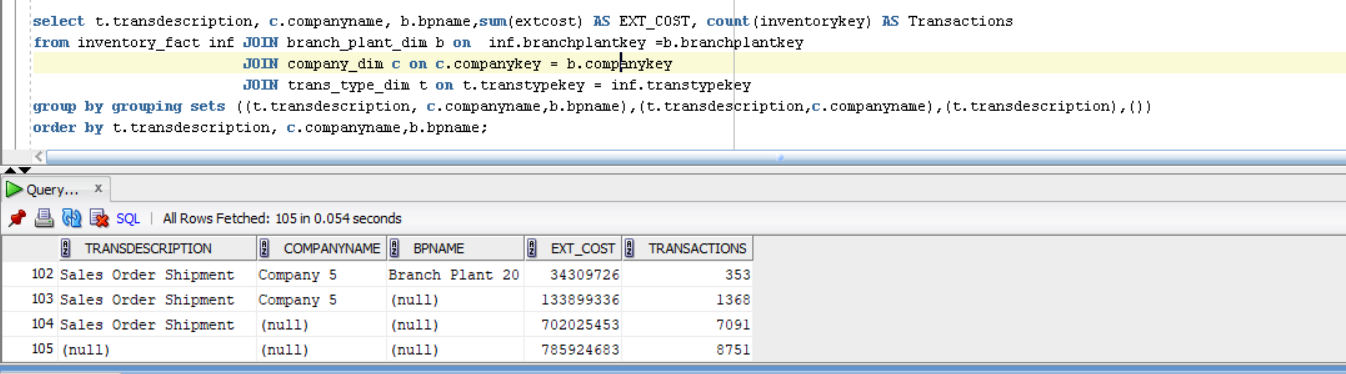 select t.transdescription, c.companyname, b.bpname,sum(extcost) AS EXT_COST, count(inventorykey) AS Transactions
from inventory_fact inf JOIN branch_plant_dim b on  inf.branchplantkey =b.branchplantkey
JOIN company_dim c on c.companykey = b.companykey
JOIN trans_type_dim t on t.transtypekey = inf.transtypekey
group by grouping sets ((t.transdescription, c.companyname,b.bpname),(t.transdescription,c.companyname),(t.transdescription),())
order by t.transdescription, c.companyname,b.bpname;
Query... x
SQL | All Rows Fetched: 105 in 0.054 seconds
TRANSDESCRIPTION COMPANYNAME BPNAME EXT_COST TRANSACTIONS
102 Sales Order Shipment Company 5 Branch Plant 20 34309726 353
103 Sales Order Shipment Company 5 (null) 133899336 1368
104 Sales Order Shipment (null) (null) 702025453 7091
105 (null) (null) (null) 785924683 8751